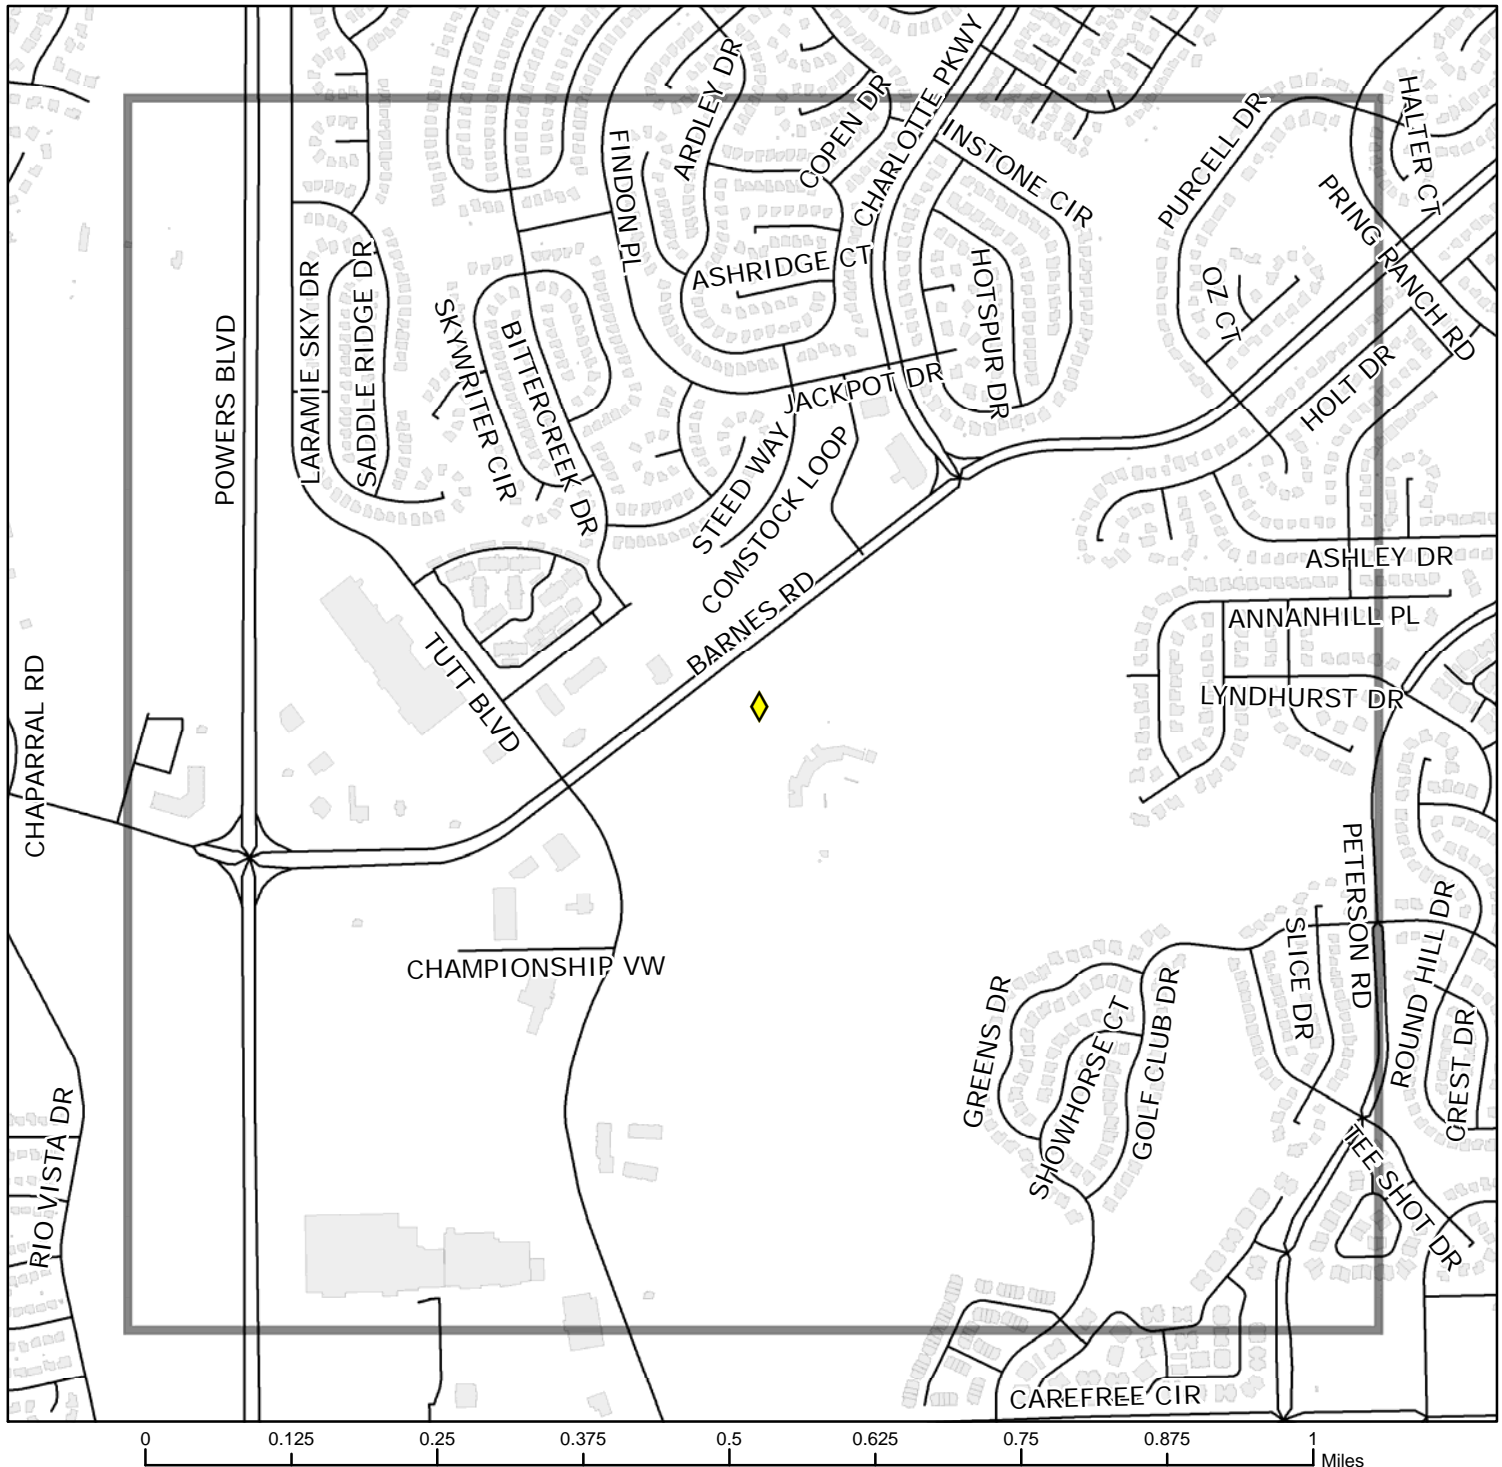 CHARLOTTE PKWY
ARDLEY DR
COPEN DR
HALTER CT
INSTONE CIR
PURCELL DR
FINDON PL
PRING RANCH RD
ASHRIDGE CT
LARAMIE SKY DR
SADDLE RIDGE DR
HOTSPUR DR
OZ CT
POWERS BLVD
SKYWRITER CIR
BITTERCREEK DR
JACKPOT DR
HOLT DR
STEED WAY
COMSTOCK LOOP
ASHLEY DR
BARNES RD
ANNANHILL PL
TUTT BLVD
LYNDHURST DR
CHAPARRAL RD
PETERSON RD
CHAMPIONSHIP VW
SLICE DR
ROUND HILL DR
GREENS DR
SHOWHORSE CT
GOLF CLUB DR
CREST DR
RIO VISTA DR
TEE SHOT DR
CAREFREE CIR
0 0.125 0.25 0.375 0.5 0.625 0.75 0.875 1
Miles